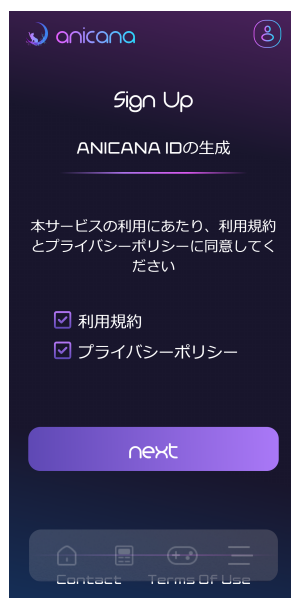 anicana
Sign Up
ANICANA IDの生成
本サービスの利用にあたり、利用規約
とプライバシーポリシーに同意してく
ださい
利用規約
プライバシーポリシー
next
Contact Terms Of Use